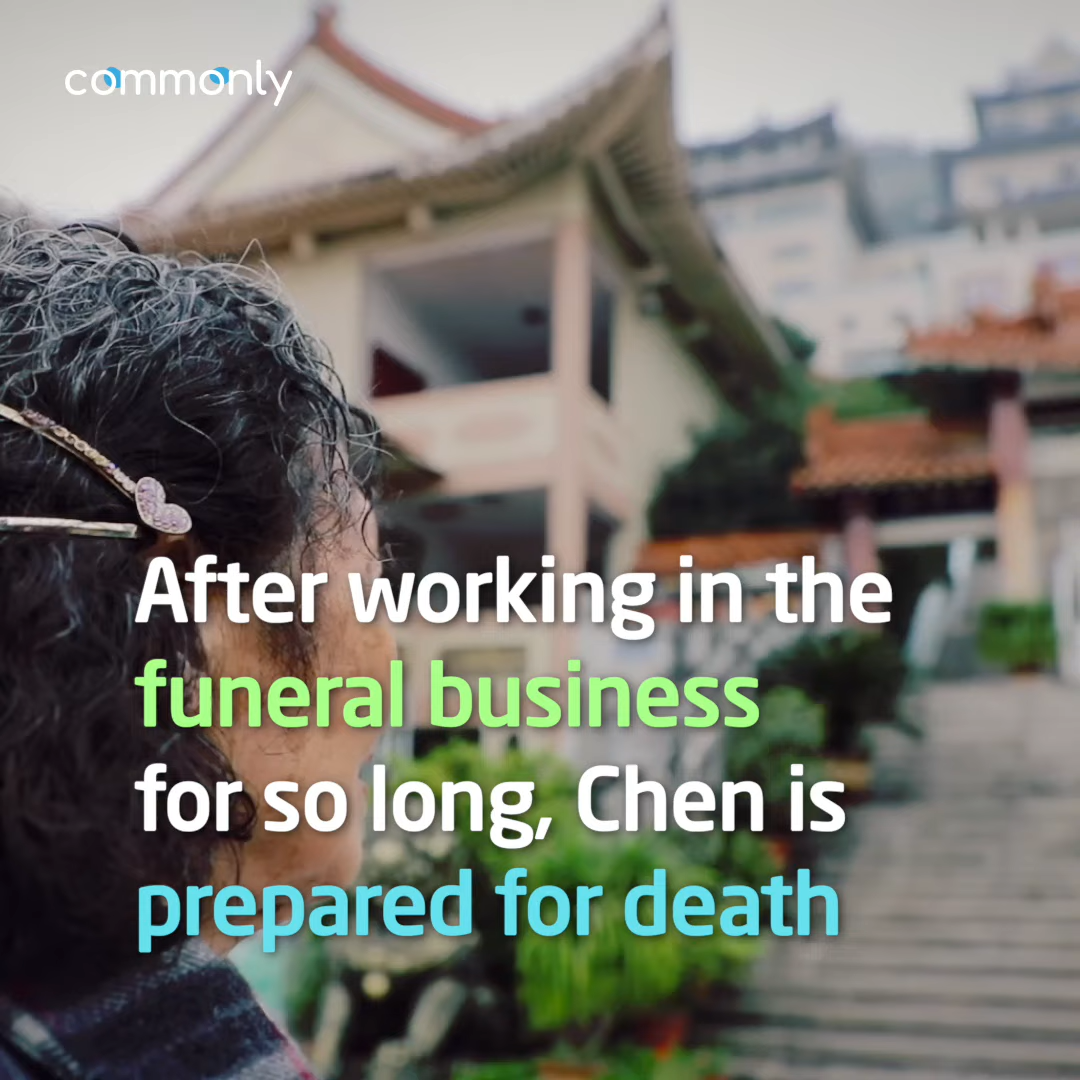 commonly
After working in the
funeral business
for so long, Chen is
prepared for death